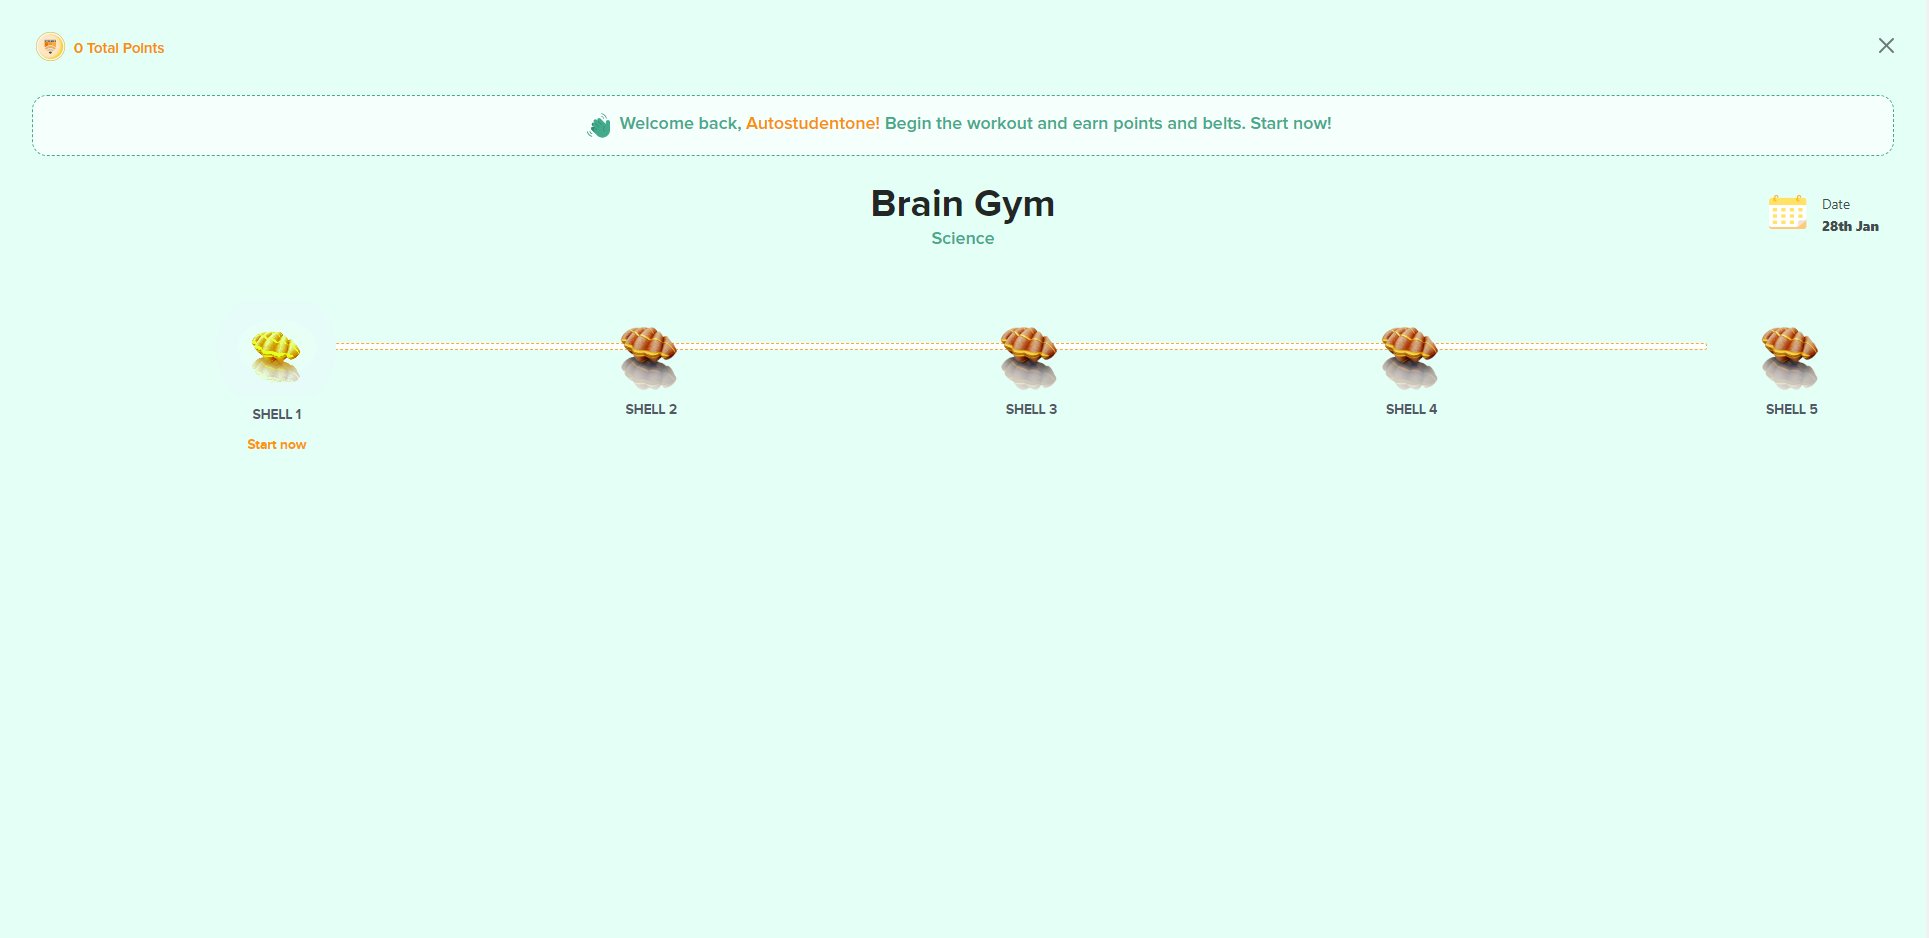 0 Total Points
Welcome back, Autostudentone! Begin the workout and earn points and belts. Start now!
Brain Gym
Science
Date
28th Jan
SHELL 1
SHELL 2
SHELL 3
SHELL 4
SHELL 5
Start now